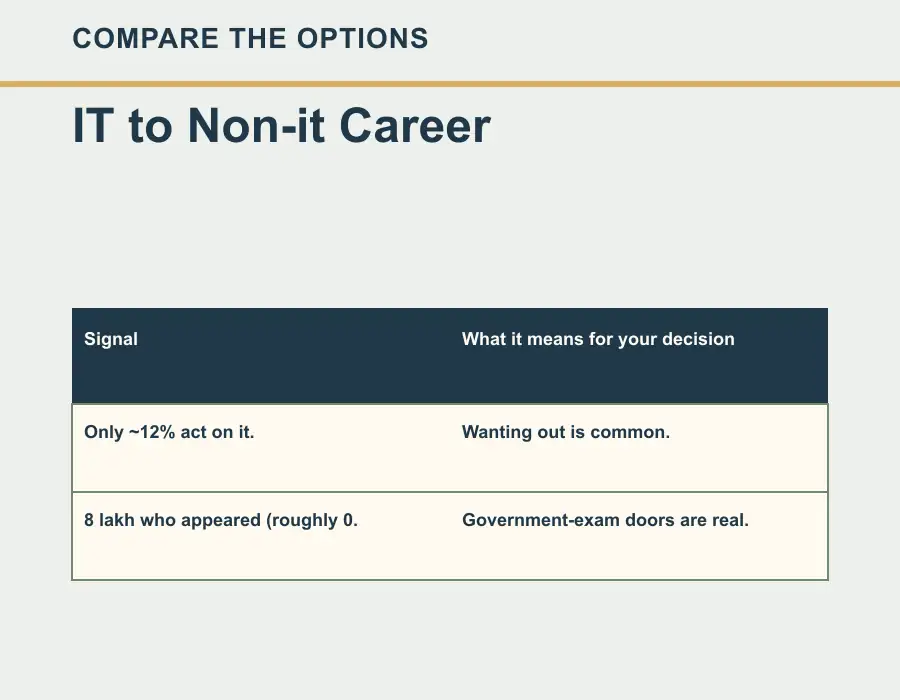 COMPARE THE OPTIONS
IT to Non-it Career
Signal
What it means for your decision
Only ~12% act on it.
Wanting out is common.
8 lakh who appeared (roughly 0.
Government-exam doors are real.